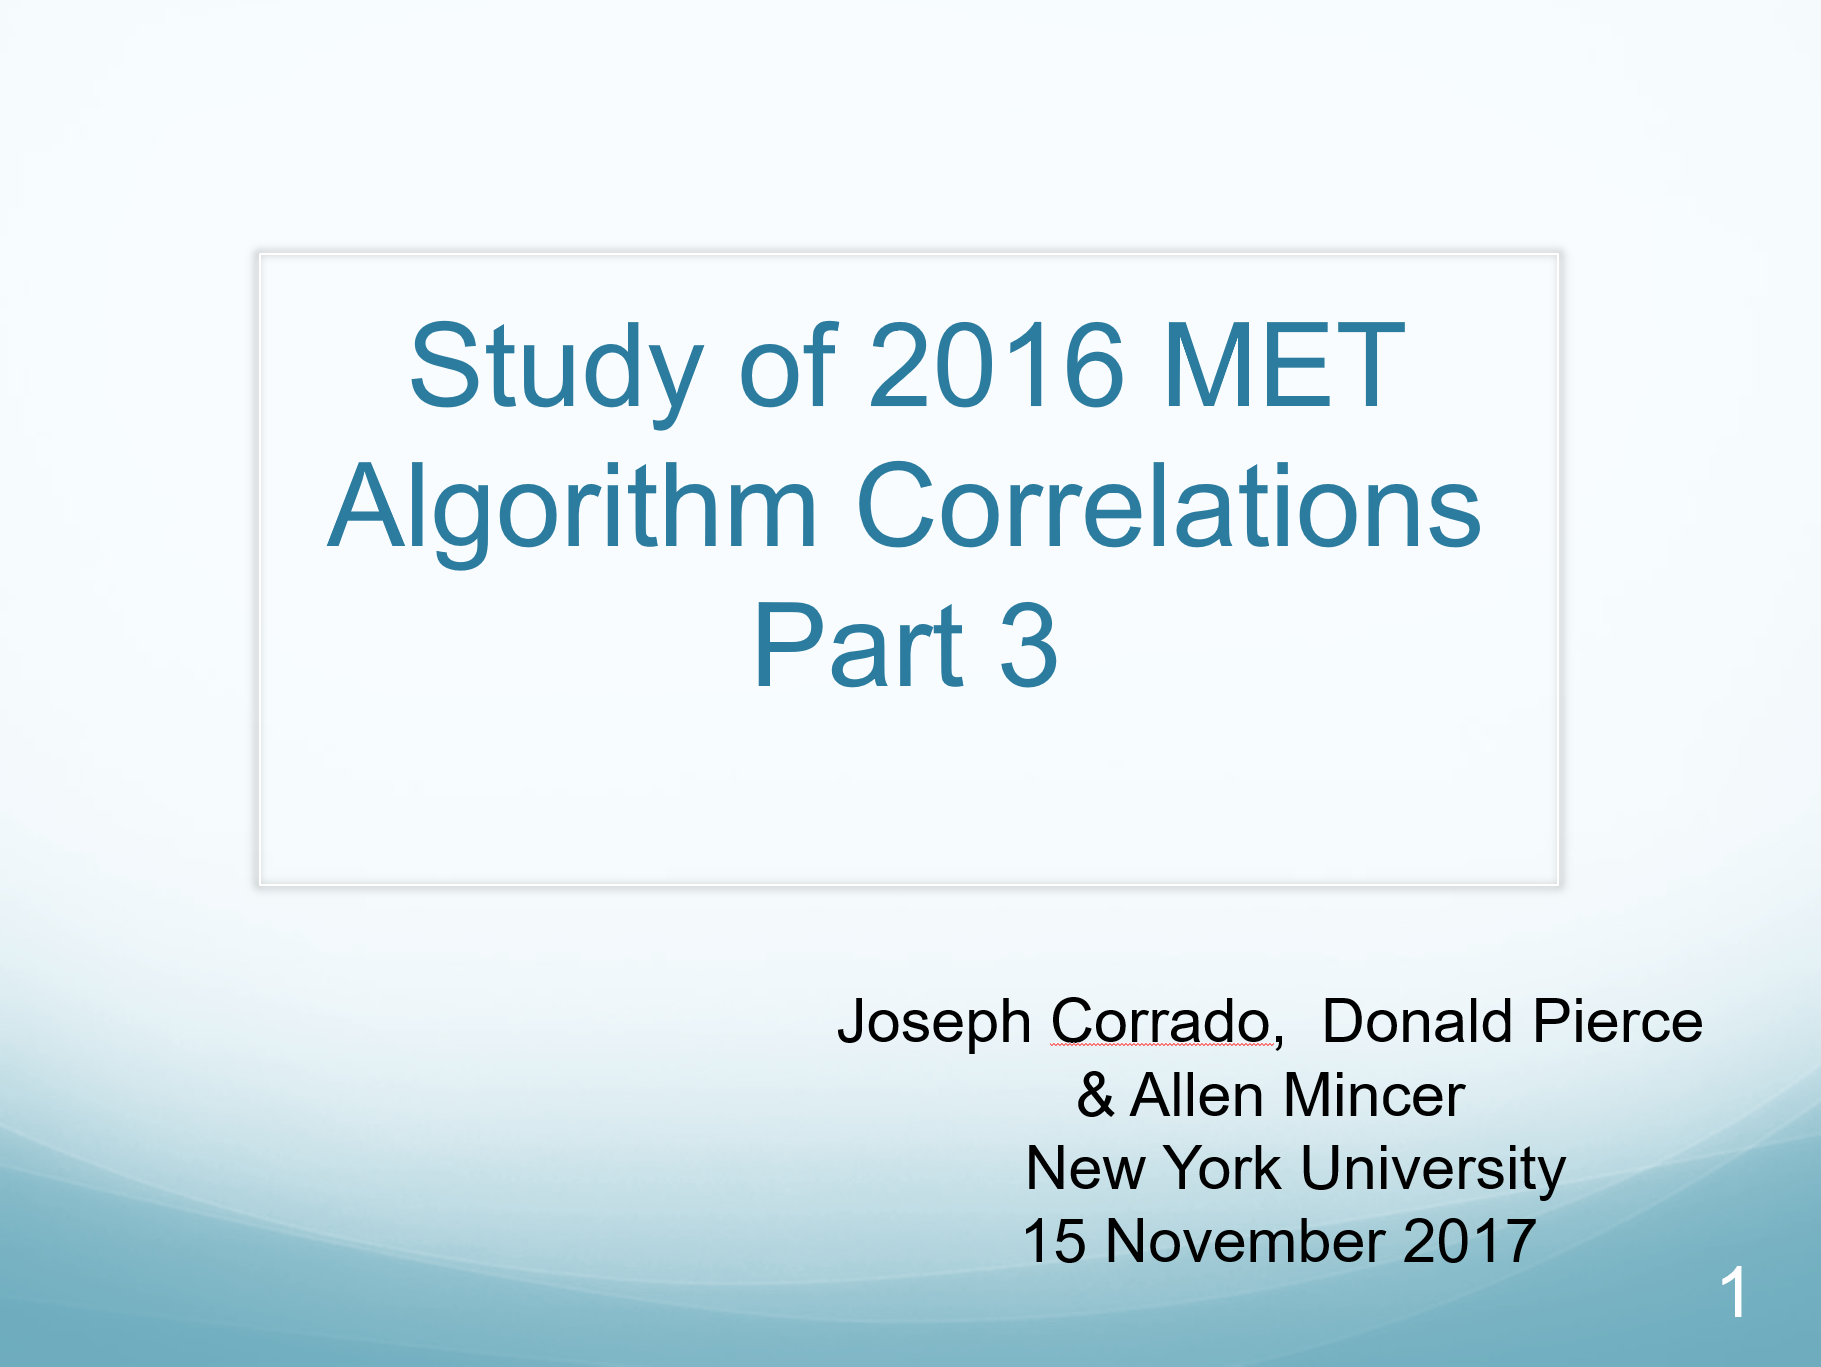 Study of 2016 MET
Algorithm Correlations
Part 3
Joseph Corrado,  Donald Pierce
& Allen Mincer
New York University
15 November 2017
1